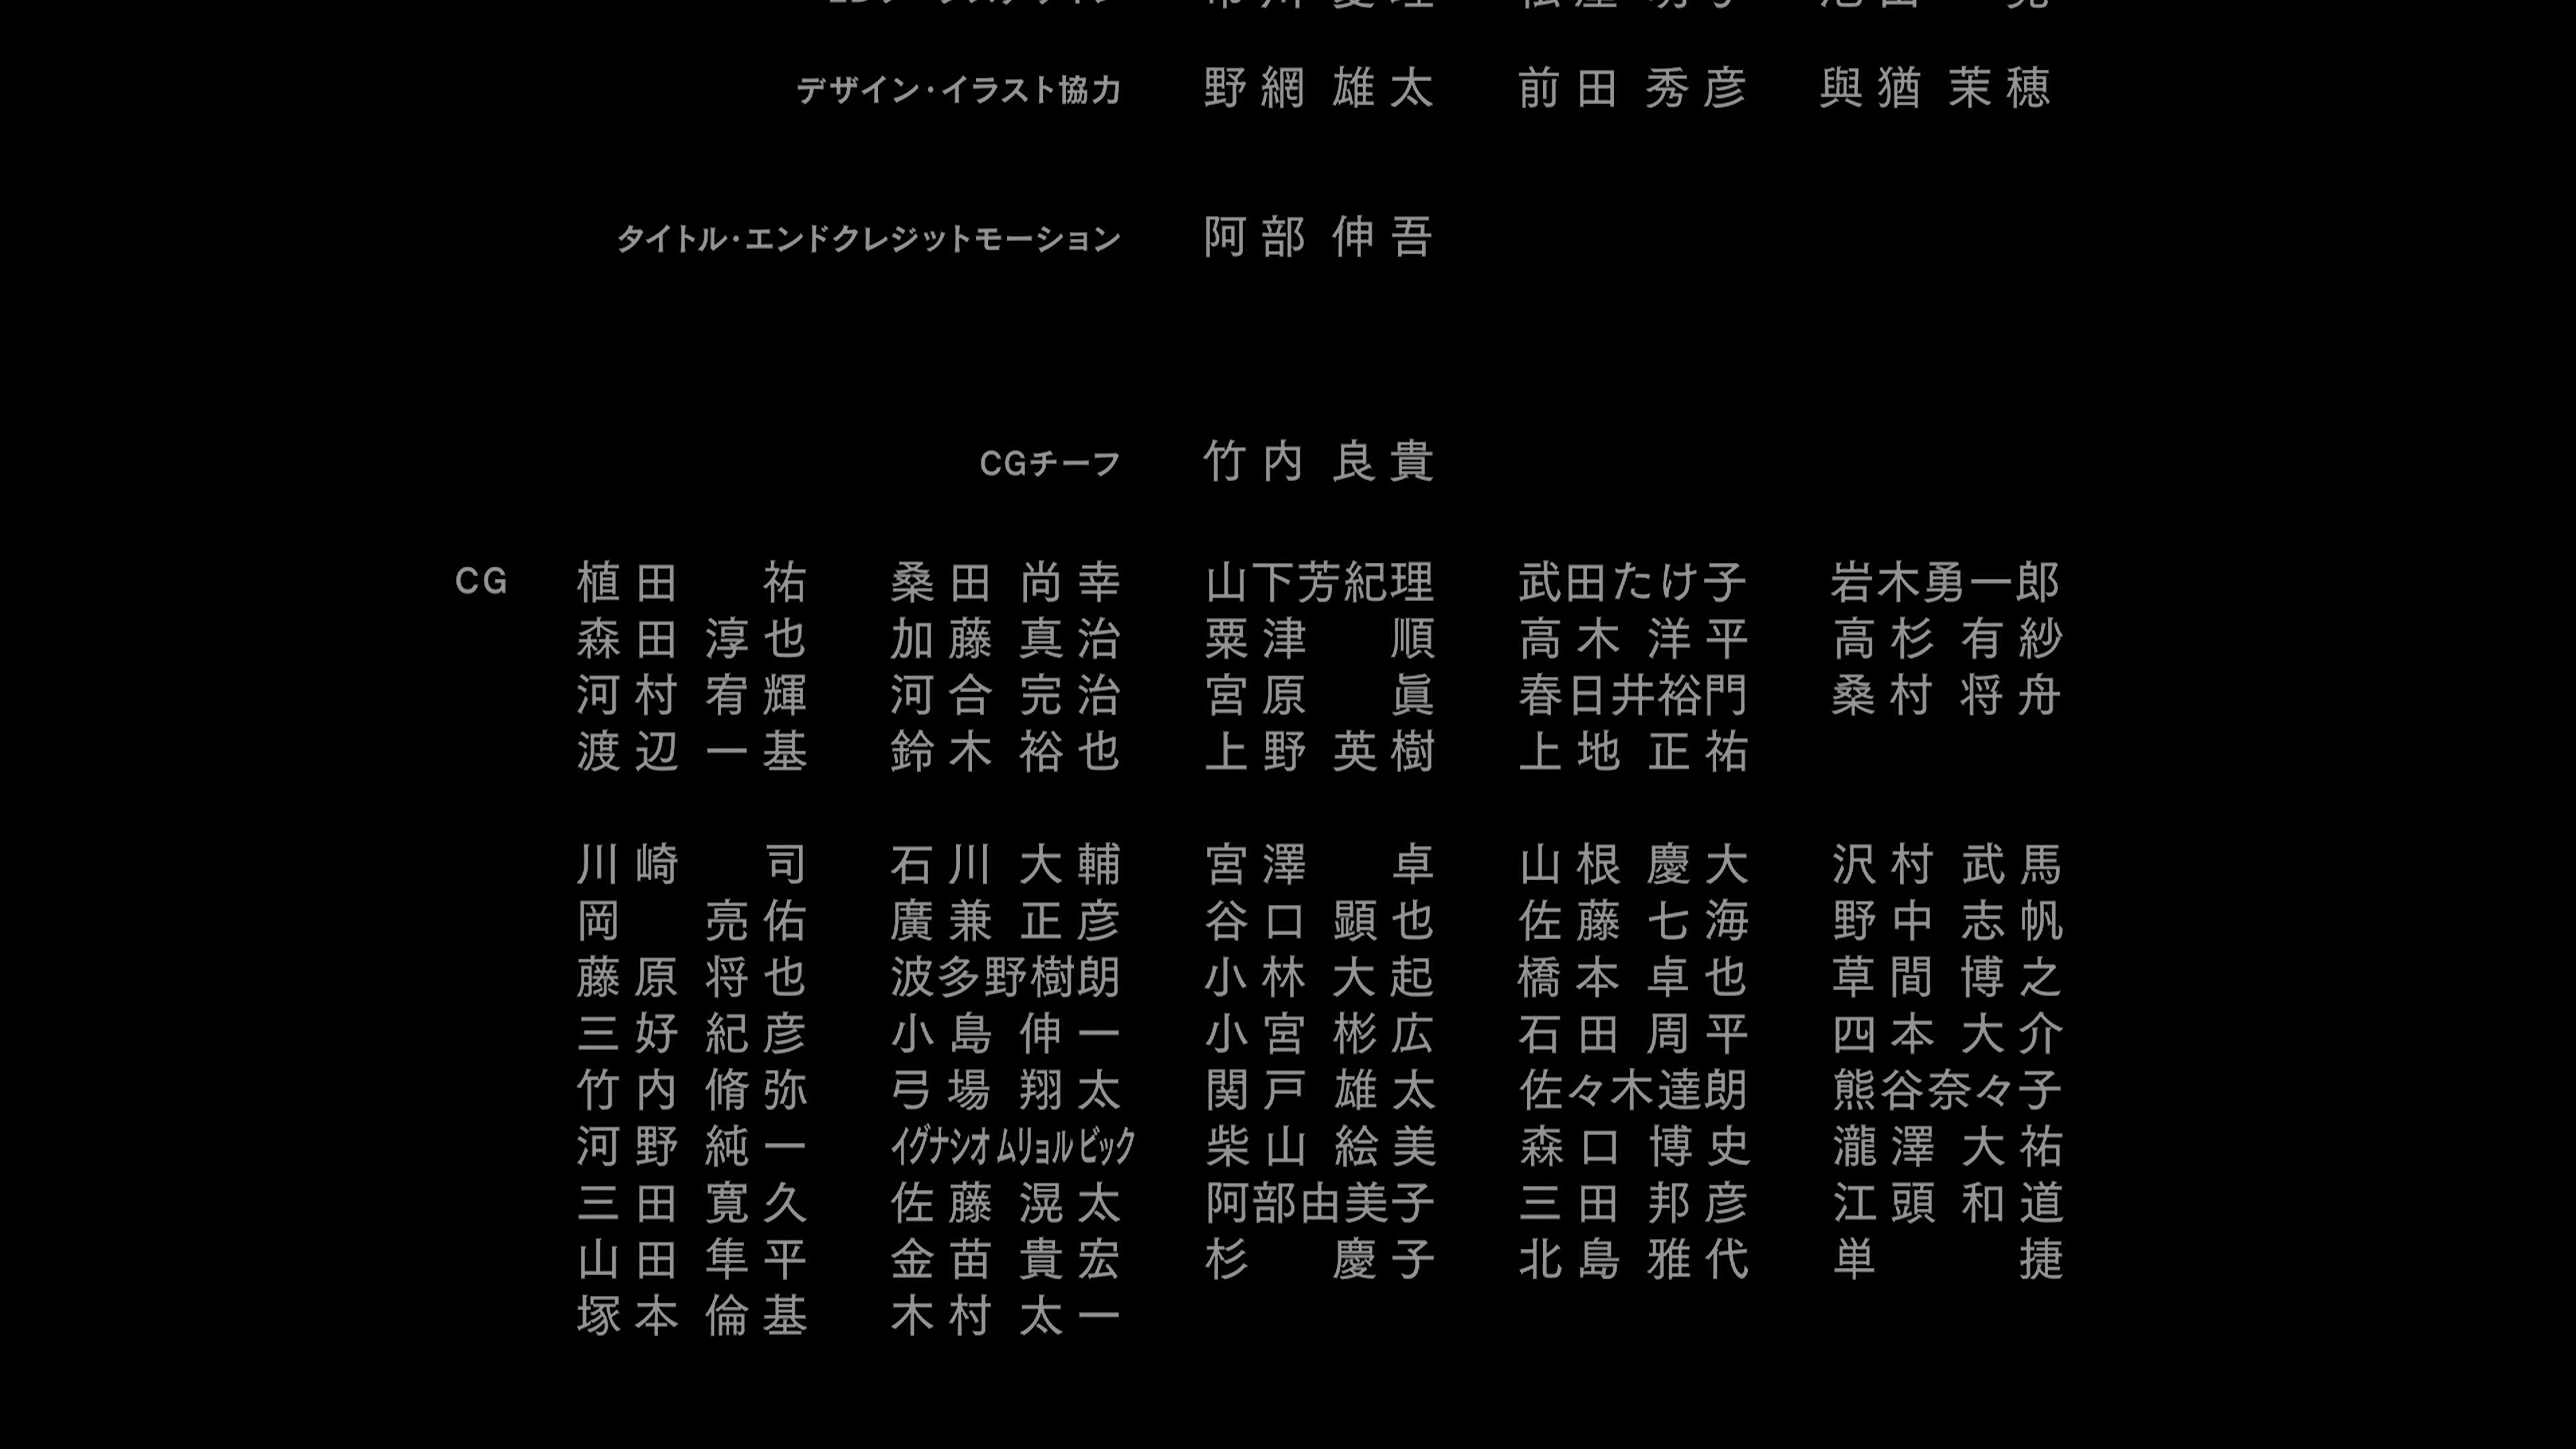 デザイン・イラスト協力 野網 雄太 前田 秀彦 與猶 茉穂
タイトル・エンドクレジットモーション 阿部 伸吾
CGチーフ 竹内 良貴
CG 植田 祐 桑田 尚幸 山下芳紀理 武田たけ子 岩木勇一郎
森田 淳也 加藤 真治 粟津 順 高木 洋平 高杉 有紗
河村 宥輝 河合 完治 宮原 眞 春日井裕門 桑村 将舟
渡辺 一基 鈴木 裕也 上野 英樹 上地 正祐
川崎 司 石川 大輔 宮澤 卓 山根 慶大 沢村 武馬
岡 亮佑 廣兼 正彦 谷口 顕也 佐藤 七海 野中 志帆
藤原 将也 波多野樹朗 小林 大起 橋本 卓也 草間 博之
三好 紀彦 小島 伸一 小宮 彬広 石田 周平 四本 大介
竹内 脩弥 弓場 翔太 関戸 雄太 佐々木達朗 熊谷奈々子
河野 純一 イグナシオ ムリョル ビック 柴山 絵美 森口 博史 瀧澤 大祐
三田 寛久 佐藤 滉太 阿部由美子 三田 邦彦 江頭 和道
山田 隼平 金苗 貴宏 杉 慶子 北島 雅代 単 捷
塚本 倫基 木村 太一